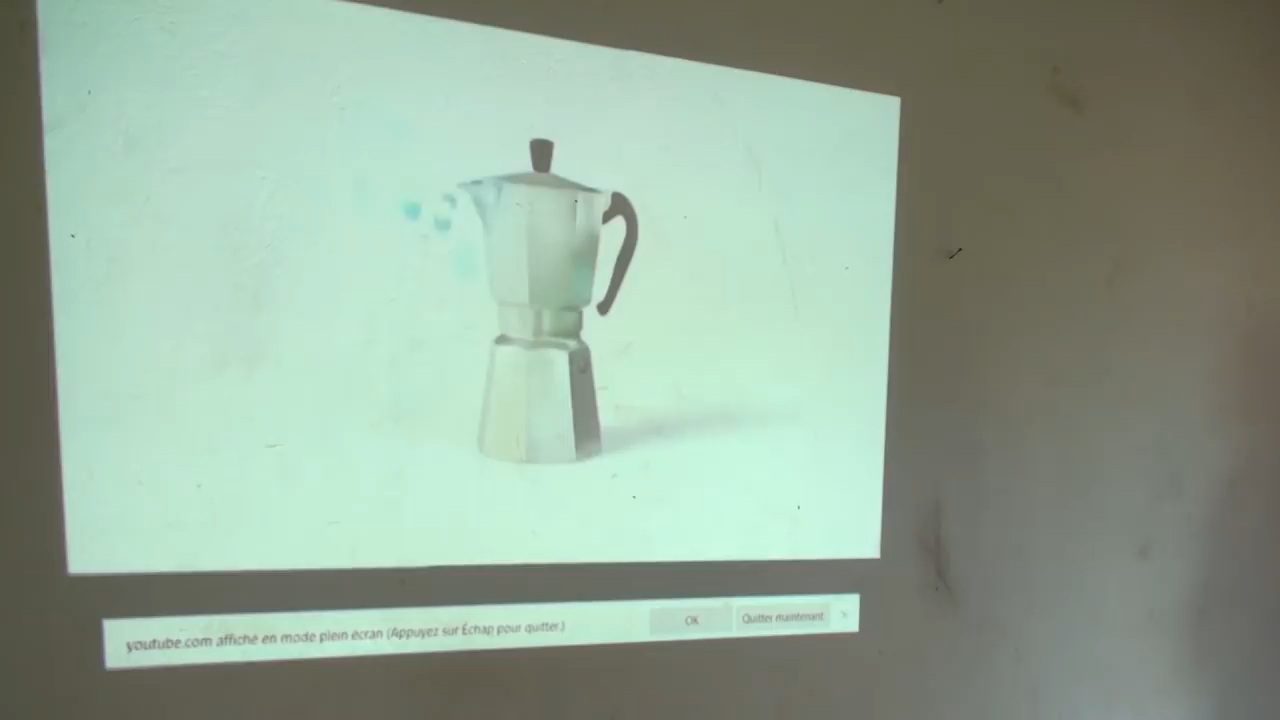 youtube.com affiché en mode plein écran (Appuyez sur Échap pour quitter.)
OK
Quitter maintenant